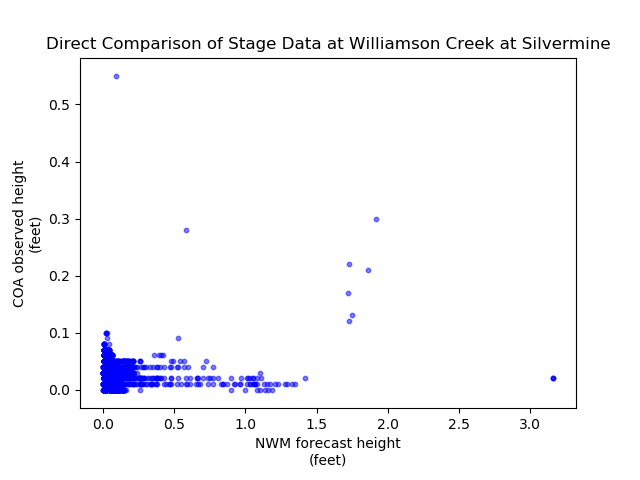 Direct Comparison of Stage Data at Williamson Creek at Silvermine
COA observed height
(feet)
0.5
0.4
0.3
0.2
0.1
0.0
0.0 0.5 1.0 1.5 2.0 2.5 3.0
NWM forecast height
(feet)